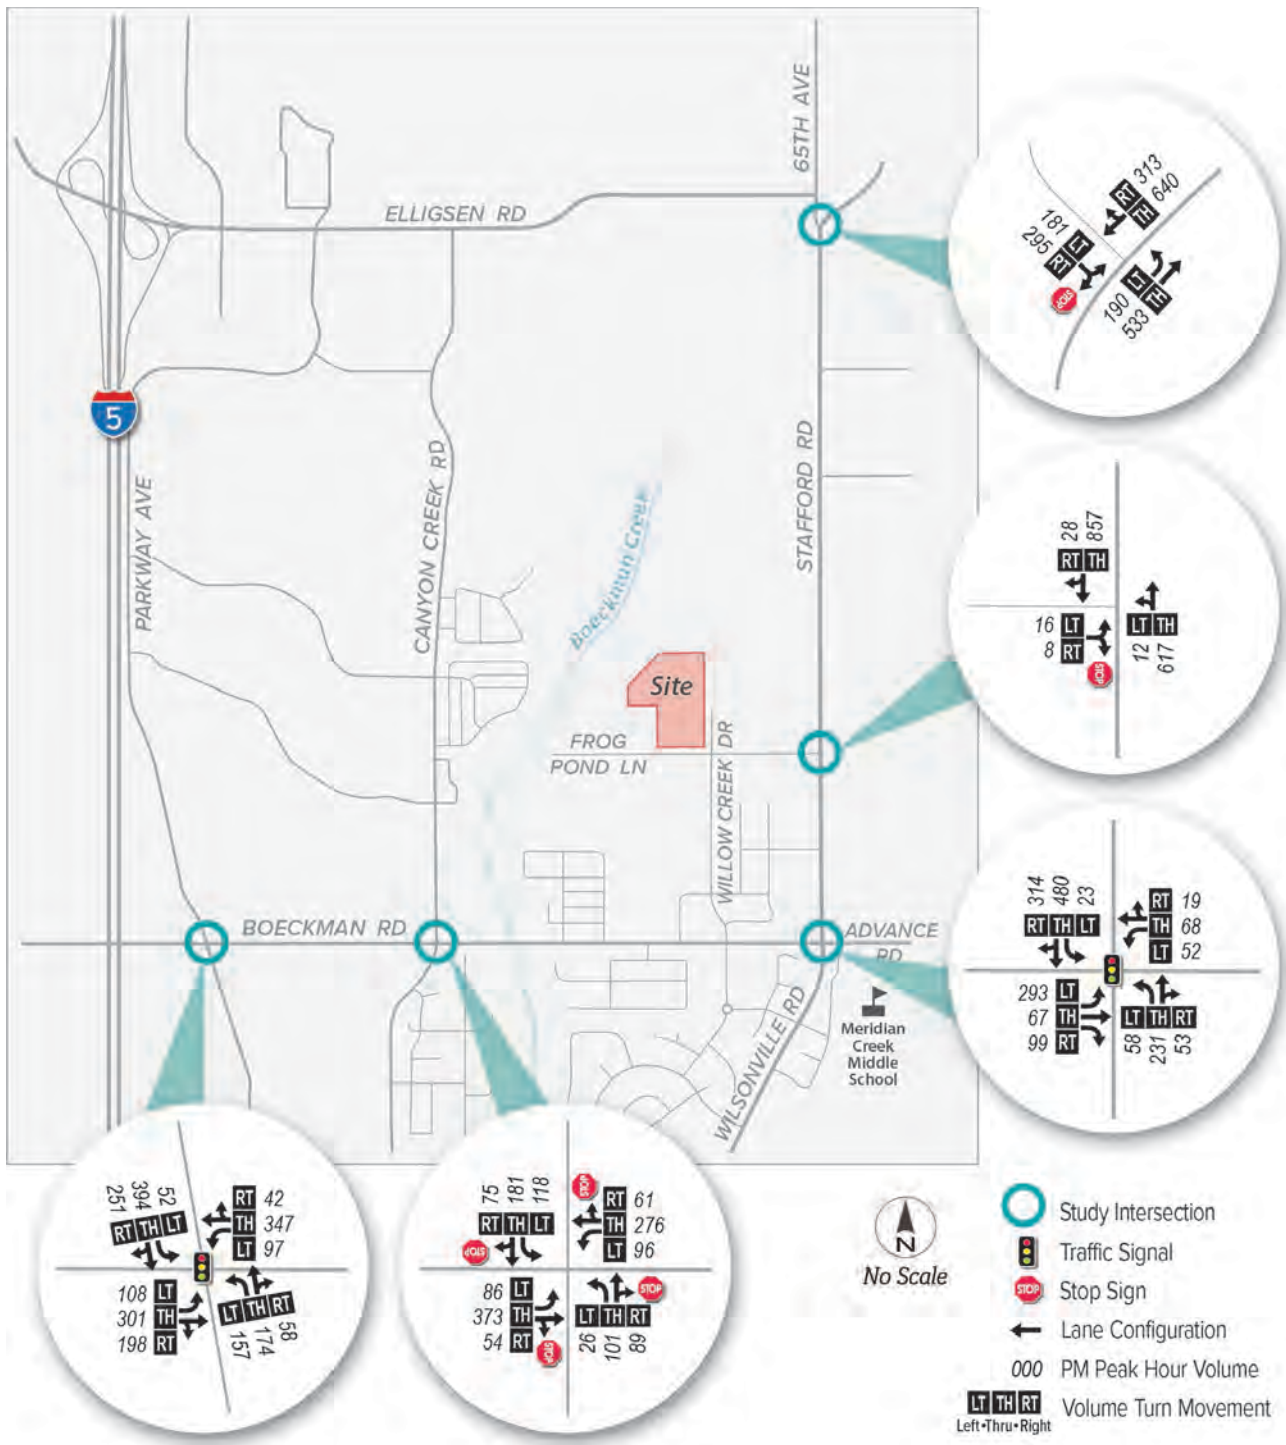 65TH AVE
ELLIGSEN RD
5
PARKWAY AVE
CANYON CREEK RD
Boeckman Creek
STAFFORD RD
Site
FROG
POND LN
WILLOW CREEK DR
BOECKMAN RD
ADVANCE
RD
WILSONVILLE RD
Meridian
Creek
Middle
School
RT TH
313
640
181
295
LT
RT
STOP
LT TH
190
533
28
857
RT TH
16 LT
8 RT
STOP
LT TH
12
617
314
480
23
RT TH LT
RT 19
TH 68
LT 52
293 LT
67 TH
99 RT
LT TH RT
58
231
53
251
394
52
RT TH LT
RT 42
TH 347
LT 97
108 LT
301 TH
198 RT
LT TH RT
157
174
58
75
181
118
RT TH LT
STOP
STOP
RT 61
TH 276
LT 96
86 LT
373 TH
54 RT
STOP
STOP
LT TH RT
26
101
89
N
No Scale
Study Intersection
Traffic Signal
STOP Stop Sign
Lane Configuration
000 PM Peak Hour Volume
LT TH RT Volume Turn Movement
Left•Thru•Right